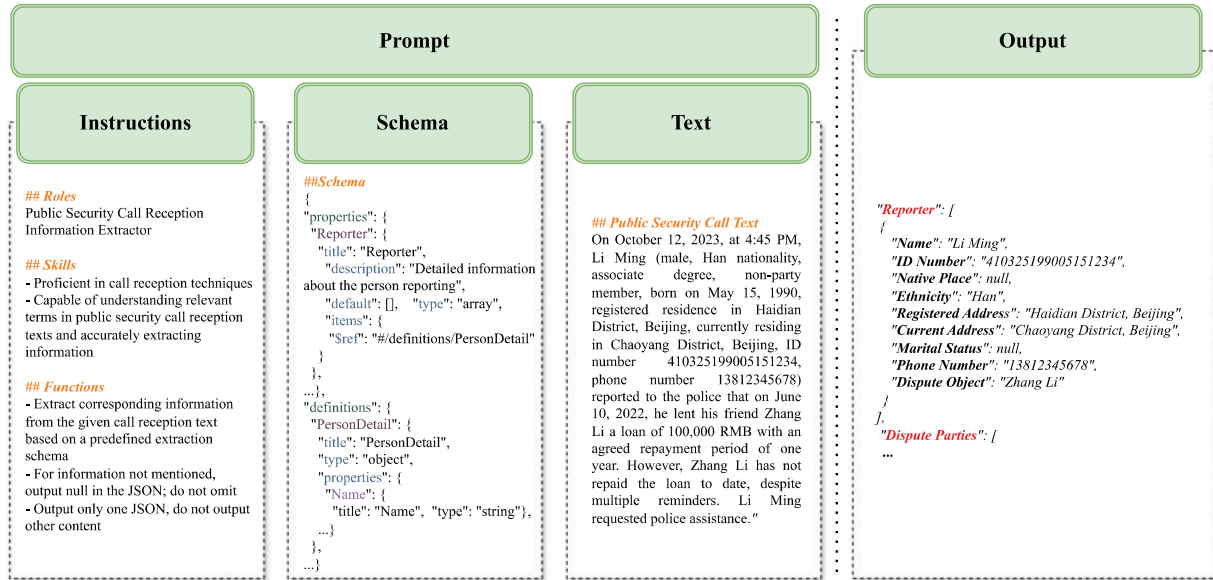 Prompt
Output
Instructions
Schema
Text
## Roles
Public Security Call Reception
Information Extractor
## Skills
- Proficient in call reception techniques
- Capable of understanding relevant
terms in public security call reception
texts and accurately extracting
information
## Functions
- Extract corresponding information
from the given call reception text
based on a predefined extraction
schema
- For information not mentioned,
output null in the JSON; do not omit
- Output only one JSON, do not output
other content
##Schema
{
"properties": {
"Reporter": {
"title": "Reporter",
"description": "Detailed information
about the person reporting",
"default": [], "type": "array",
"items": {
"$ref": "#/definitions/PersonDetail"
}
},
...},
"definitions": {
"PersonDetail": {
"title": "PersonDetail",
"type": "object",
"properties": {
"Name": {
"title": "Name", "type": "string"},
...}
},
...}
## Public Security Call Text
On October 12, 2023, at 4:45 PM,
Li Ming (male, Han nationality,
associate degree, non-party
member, born on May 15, 1990,
registered residence in Haidian
District, Beijing, currently residing
in Chaoyang District, Beijing, ID
number 410325199005151234,
phone number 13812345678)
reported to the police that on June
10, 2022, he lent his friend Zhang
Li a loan of 100,000 RMB with an
agreed repayment period of one
year. However, Zhang Li has not
repaid the loan to date, despite
multiple reminders. Li Ming
requested police assistance."
"Reporter": [
{
"Name": "Li Ming",
"ID Number": "410325199005151234",
"Native Place": null,
"Ethnicity": "Han",
"Registered Address": "Haidian District, Beijing",
"Current Address": "Chaoyang District, Beijing",
"Marital Status": null,
"Phone Number": "13812345678",
"Dispute Object": "Zhang Li"
}
],
"Dispute Parties": [
...